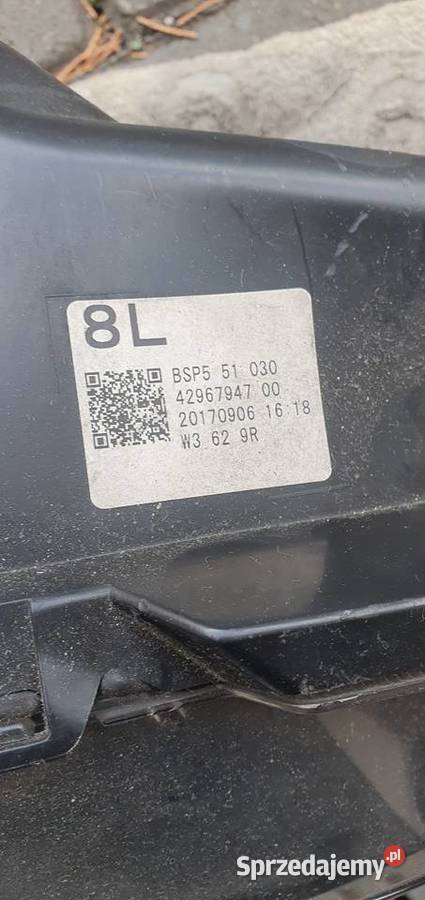 8L
BSP5 51 030
42967947 00
20170906 16:18
W3 62 9R
Sprzedajemy.pl